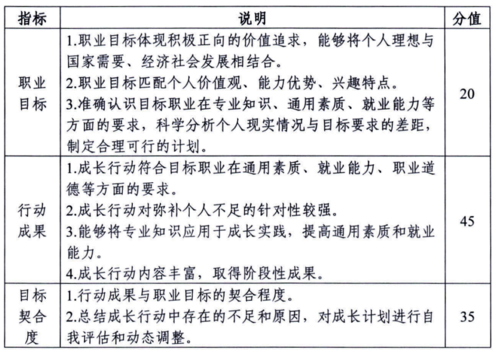 指标 说明 分值
1.职业目标体现积极正向的价值追求，能够将个人理想与
国家需要、经济社会发展相结合。
职业 2.职业目标匹配个人价值观、能力优势、兴趣特点。
目标 3.准确认识目标职业在专业知识、通用素质、就业能力等 20
方面的要求，科学分析个人现实情况与目标要求的差距，
制定合理可行的计划。
1.成长行动符合目标职业在通用素质、就业能力、职业道
德等方面的要求。
行动 2.成长行动对弥补个人不足的针对性较强。
成果 3.能够将专业知识应用于成长实践，提高通用素质和就业 45
能力。
4.成长行动内容丰富，取得阶段性成果。
目标 1.行动成果与职业目标的契合程度。
契合 2.总结成长行动中存在的不足和原因，对成长计划进行自 35
度 我评估和动态调整。